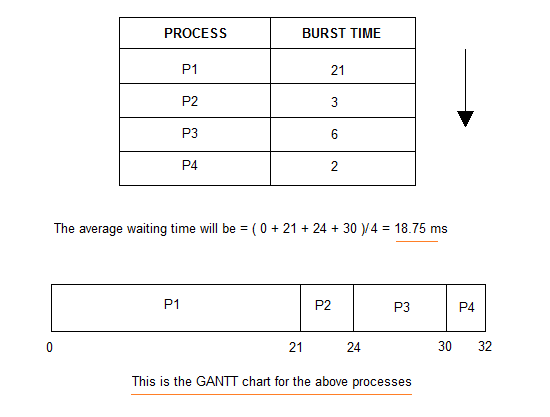 PROCESS BURST TIME
P1 21
P2 3
P3 6
P4 2
The average waiting time will be = ( 0 + 21 + 24 + 30 )/4 = 18.75 ms
P1 P2 P3 P4
0 21 24 30 32
This is the GANTT chart for the above processes